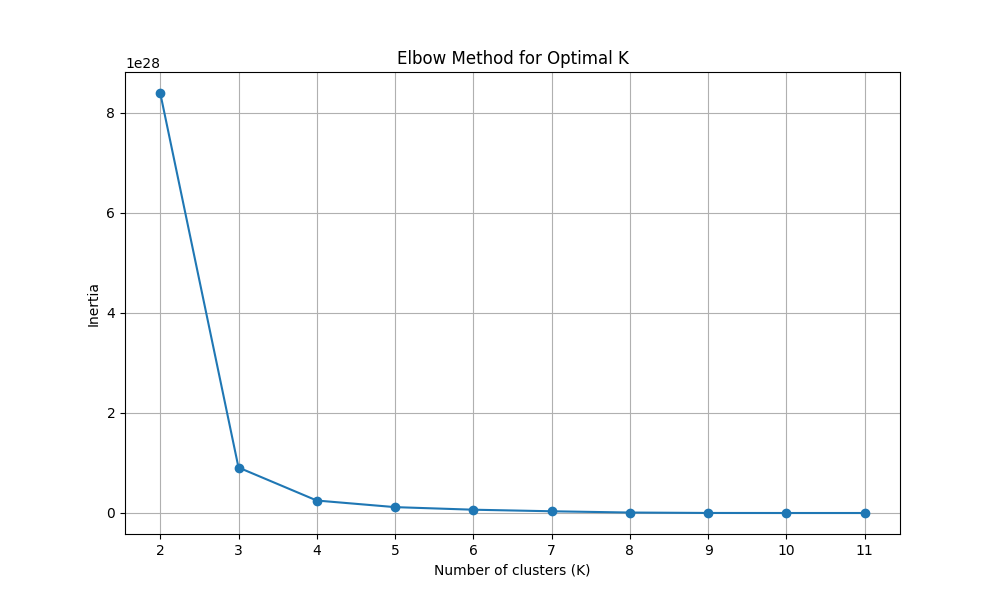 Elbow Method for Optimal K
1e28
8
6
4
2
0
Inertia
2 3 4 5 6 7 8 9 10 11
Number of clusters (K)